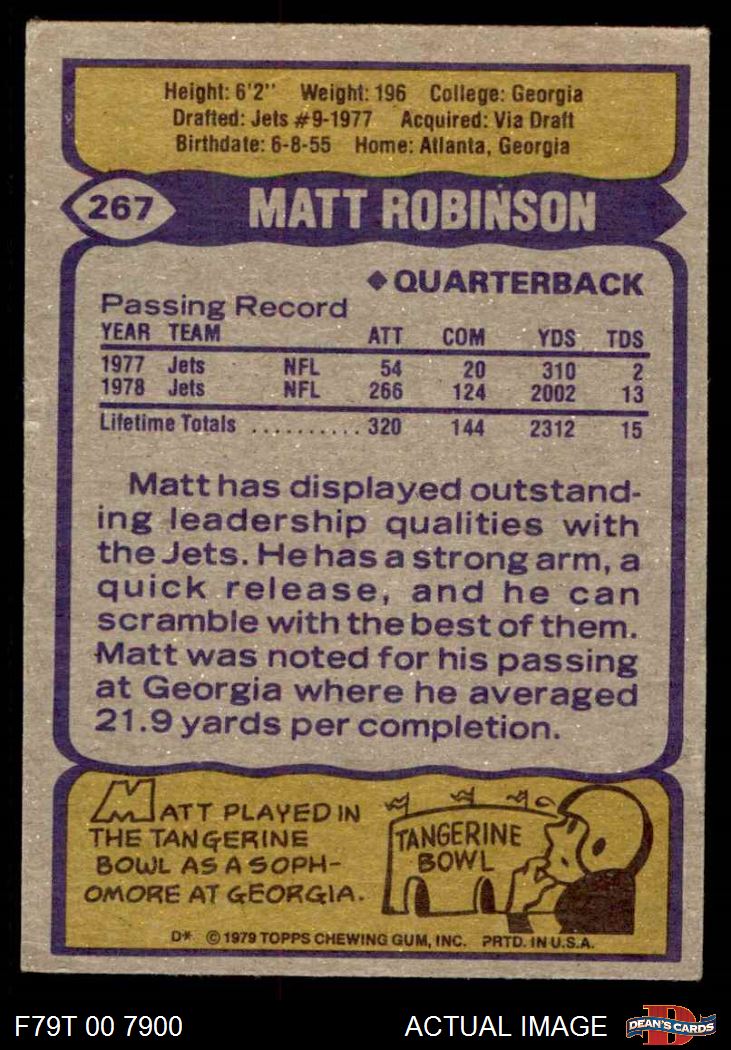 Height: 6'2'' Weight: 196 College: Georgia
Drafted: Jets #9-1977 Acquired: Via Draft
Birthdate: 6-8-55 Home: Atlanta, Georgia
267 MATT ROBINSON
◆ QUARTERBACK
Passing Record
YEAR TEAM ATT COM YDS TDS
1977 Jets NFL 54 20 310 2
1978 Jets NFL 266 124 2002 13
Lifetime Totals .......... 320 144 2312 15
Matt has displayed outstand-
ing leadership qualities with
the Jets. He has a strong arm, a
quick release, and he can
scramble with the best of them.
Matt was noted for his passing
at Georgia where he averaged
21.9 yards per completion.
MATT PLAYED IN
THE TANGERINE
BOWL AS A SOPH-
OMORE AT GEORGIA.
TANGERINE
BOWL
D* © 1979 TOPPS CHEWING GUM, INC. PRTD. IN U.S.A.
F79T 00 7900 ACTUAL IMAGE D DEAN'S CARDS